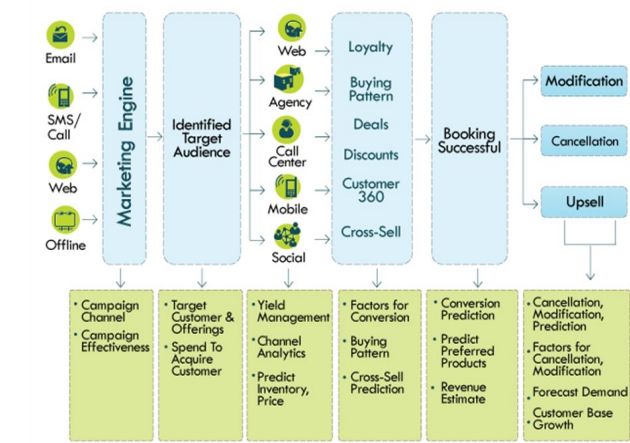 Email
SMS/
Call
Web
Offline
Marketing Engine
Identified
Target
Audience
Web
Agency
Call
Center
Mobile
Social
Loyalty
Buying
Pattern
Deals
Discounts
Customer
360
Cross-Sell
Booking
Successful
Modification
Cancellation
Upsell
• Campaign
Channel
• Campaign
Effectiveness
• Target
Customer &
Offerings
• Spend To
Acquire
Customer
• Yield
Management
• Channel
Analytics
• Predict
Inventory,
Price
• Factors for
Conversion
• Buying
Pattern
• Cross-Sell
Prediction
• Conversion
Prediction
• Predict
Preferred
Products
• Revenue
Estimate
• Cancellation,
Modification,
Prediction
• Factors for
Cancellation,
Modification
• Forecast Demand
• Customer Base
Growth